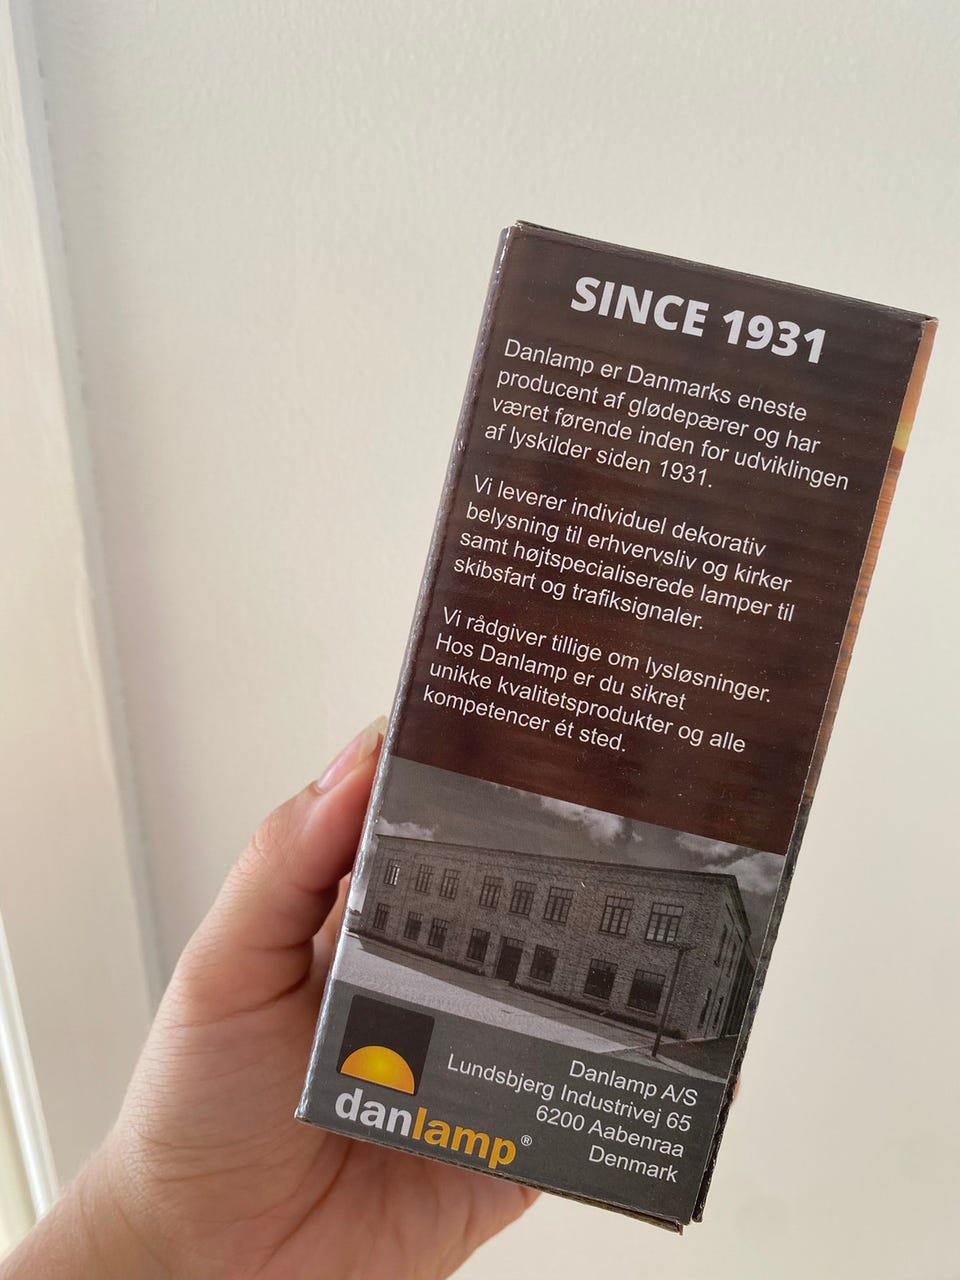 SINCE 1931
Danlamp er Danmarks eneste
producent af glødepærer og har
været førende inden for udviklingen
af lyskilder siden 1931.
Vi leverer individuel dekorativ
belysning til erhvervsliv og kirker
samt højtspecialiserede lamper til
skibsfart og trafiksignaler.
Vi rådgiver tillige om lysløsninger.
Hos Danlamp er du sikret
unikke kvalitetsprodukter og alle
kompetencer ét sted.
danlamp®
Danlamp A/S
Lundsbjerg Industrivej 65
6200 Aabenraa
Denmark